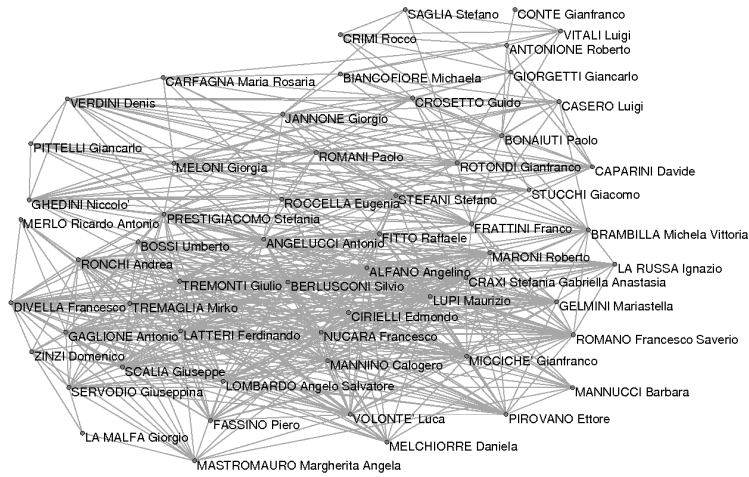 SAGLIA Stefano
CONTE Gianfranco
CRIMI Rocco
VITALI Luigi
ANTONIONE Roberto
CARFAGNA Maria Rosaria
BIANCOFIORE Michaela
GIORGETTI Giancarlo
VERDINI Denis
CROSETTO Guido
CASERO Luigi
JANNONE Giorgio
BONAIUTI Paolo
PITTELLI Giancarlo
ROMANI Paolo
MELONI Giorgia
ROTONDI Gianfranco
CAPARINI Davide
STUCCHI Giacomo
GHEDINI Niccolo'
ROCCELLA Eugenia
STEFANI Stefano
MERLO Ricardo Antonio
PRESTIGIACOMO Stefania
FRATTINI Franco
BRAMBILLA Michela Vittoria
BOSSI Umberto
ANGELUCCI Antonio
FITTO Raffaele
MARONI Roberto
RONCHI Andrea
ALFANO Angelino
LA RUSSA Ignazio
TREMONTI Giulio
BERLUSCONI Silvio
CRAXI Stefania Gabriella Anastasia
DIVELLA Francesco
TREMAGLIA Mirko
LUPI Maurizio
GELMINI Mariastella
CIRIELLI Edmondo
GAGLIONE Antonio
LATTERI Ferdinando
NUCARA Francesco
ROMANO Francesco Saverio
ZINZI Domenico
SCALIA Giuseppe
MANNINO Calogero
MICCICHE' Gianfranco
SERVODIO Giuseppina
LOMBARDO Angelo Salvatore
MANNUCCI Barbara
FASSINO Piero
VOLONTE' Luca
PIROVANO Ettore
LA MALFA Giorgio
MELCHIORRE Daniela
MASTROMAURO Margherita Angela